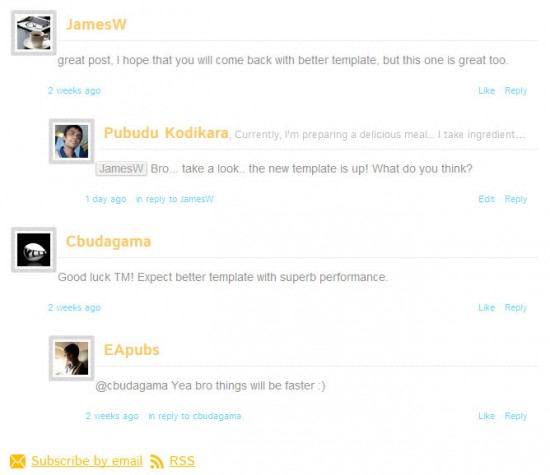 JamesW
great post, I hope that you will come back with better template, but this one is great too.
2 weeks ago Like Reply
Pubudu Kodikara, Currently, I'm preparing a delicious meal... I take ingredient...
JamesW Bro... take a look.. the new template is up! What do you think?
1 day ago in reply to JamesW Edit Reply
Cbudagama
Good luck TM! Expect better template with superb performance.
2 weeks ago Like Reply
EApubs
@cbudagama Yea bro things will be faster :)
2 weeks ago in reply to cbudagama Like Reply
Subscribe by email RSS